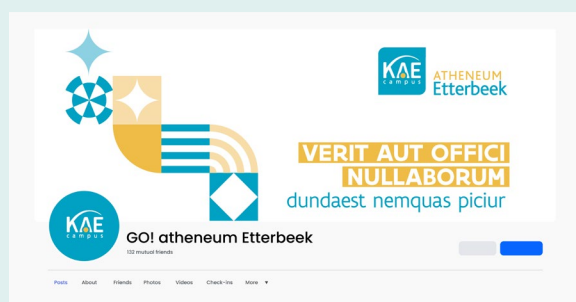 KAE
campus
ATHENEUM
Etterbeek
VERIT AUT OFFICI
NULLABORUM
dundaest nemquas piciur
KAE
campus
GO! atheneum Etterbeek
132 mutual friends
Posts About Friends Photos Videos Check-ins More